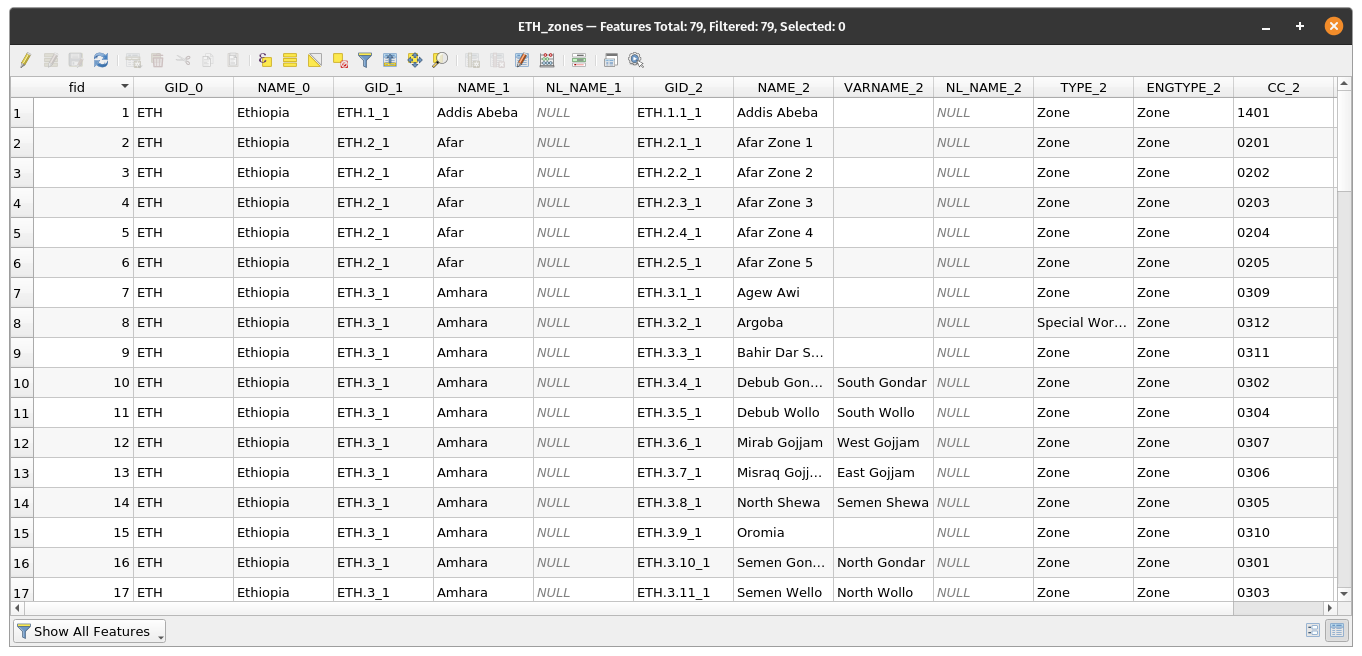 ETH_zones — Features Total: 79, Filtered: 79, Selected: 0
fid GID_0 NAME_0 GID_1 NAME_1 NL_NAME_1 GID_2 NAME_2 VARNAME_2 NL_NAME_2 TYPE_2 ENGTYPE_2 CC_2
1 1 ETH Ethiopia ETH.1_1 Addis Abeba NULL ETH.1.1_1 Addis Abeba NULL Zone Zone 1401
2 2 ETH Ethiopia ETH.2_1 Afar NULL ETH.2.1_1 Afar Zone 1 NULL Zone Zone 0201
3 3 ETH Ethiopia ETH.2_1 Afar NULL ETH.2.2_1 Afar Zone 2 NULL Zone Zone 0202
4 4 ETH Ethiopia ETH.2_1 Afar NULL ETH.2.3_1 Afar Zone 3 NULL Zone Zone 0203
5 5 ETH Ethiopia ETH.2_1 Afar NULL ETH.2.4_1 Afar Zone 4 NULL Zone Zone 0204
6 6 ETH Ethiopia ETH.2_1 Afar NULL ETH.2.5_1 Afar Zone 5 NULL Zone Zone 0205
7 7 ETH Ethiopia ETH.3_1 Amhara NULL ETH.3.1_1 Agew Awi NULL Zone Zone 0309
8 8 ETH Ethiopia ETH.3_1 Amhara NULL ETH.3.2_1 Argoba NULL Special Wor... Zone 0312
9 9 ETH Ethiopia ETH.3_1 Amhara NULL ETH.3.3_1 Bahir Dar S... NULL Zone Zone 0311
10 10 ETH Ethiopia ETH.3_1 Amhara NULL ETH.3.4_1 Debub Gon... South Gondar NULL Zone Zone 0302
11 11 ETH Ethiopia ETH.3_1 Amhara NULL ETH.3.5_1 Debub Wollo South Wollo NULL Zone Zone 0304
12 12 ETH Ethiopia ETH.3_1 Amhara NULL ETH.3.6_1 Mirab Gojjam West Gojjam NULL Zone Zone 0307
13 13 ETH Ethiopia ETH.3_1 Amhara NULL ETH.3.7_1 Misraq Gojj... East Gojjam NULL Zone Zone 0306
14 14 ETH Ethiopia ETH.3_1 Amhara NULL ETH.3.8_1 North Shewa Semen Shewa NULL Zone Zone 0305
15 15 ETH Ethiopia ETH.3_1 Amhara NULL ETH.3.9_1 Oromia NULL Zone Zone 0310
16 16 ETH Ethiopia ETH.3_1 Amhara NULL ETH.3.10_1 Semen Gon... North Gondar NULL Zone Zone 0301
17 17 ETH Ethiopia ETH.3_1 Amhara NULL ETH.3.11_1 Semen Wello North Wollo NULL Zone Zone 0303
Show All Features